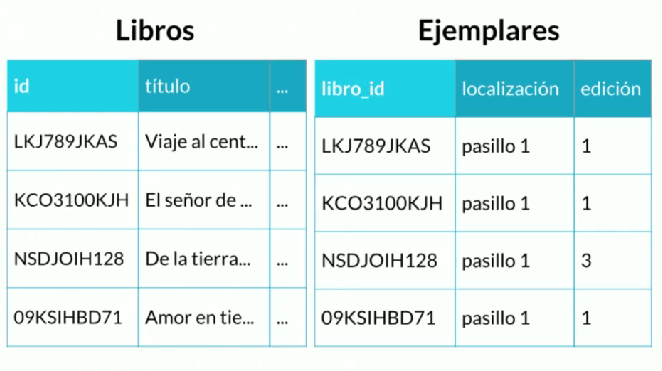 Libros
id título ...
LKJ789JKAS Viaje al cent... ...
KCO3100KJH El señor de ... ...
NSDJOIH128 De la tierra... ...
09KSIHBD71 Amor en tie... ...
Ejemplares
libro_id localización edición
LKJ789JKAS pasillo 1 1
KCO3100KJH pasillo 1 1
NSDJOIH128 pasillo 1 3
09KSIHBD71 pasillo 1 1